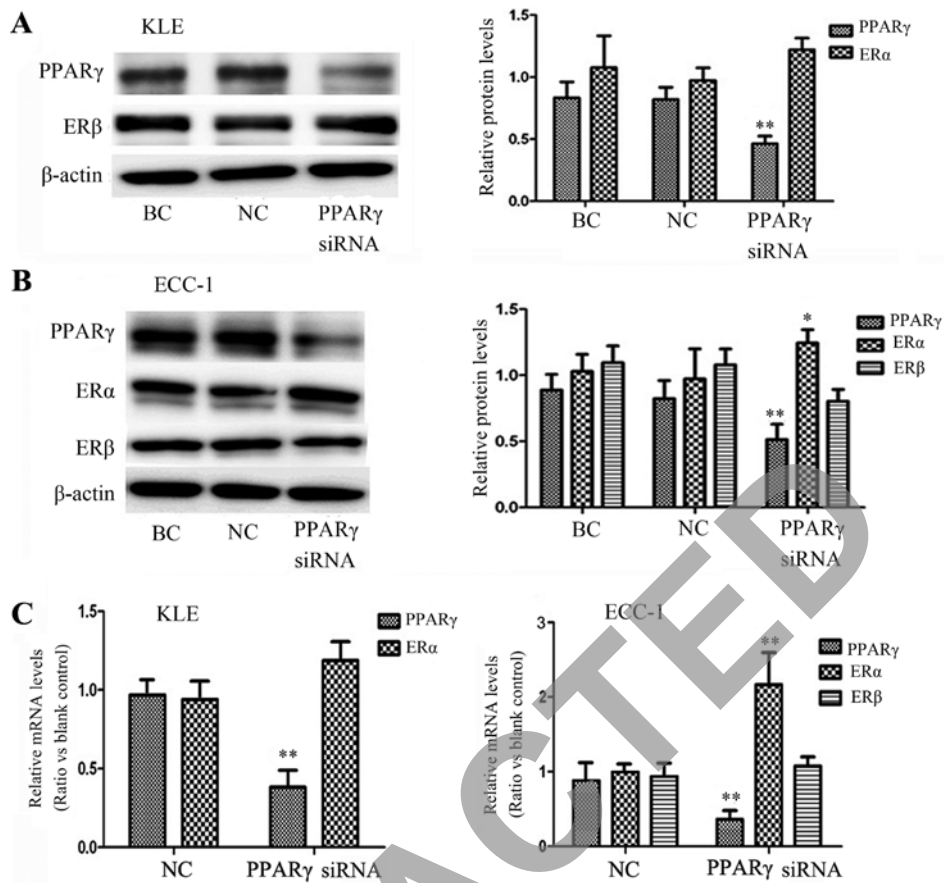 A
KLE
PPARγ
ERβ
β-actin
BC NC PPARγ
siRNA
Relative protein levels
1.5
1.0
0.5
0.0
BC NC PPARγ
siRNA
**
PPARγ
ERα
B
ECC-1
PPARγ
ERα
ERβ
β-actin
BC NC PPARγ
siRNA
Relative protein levels
1.5
1.0
0.5
0.0
BC NC PPARγ
siRNA
**
*
PPARγ
ERα
ERβ
C
KLE
Relative mRNA levels
(Ratio vs blank control)
1.5
1.0
0.5
0.0
NC PPARγ siRNA
**
PPARγ
ERα
ECC-1
Relative mRNA levels
(Ratio vs blank control)
3
2
1
0
NC PPARγ siRNA
**
**
PPARγ
ERα
ERβ
ACTED